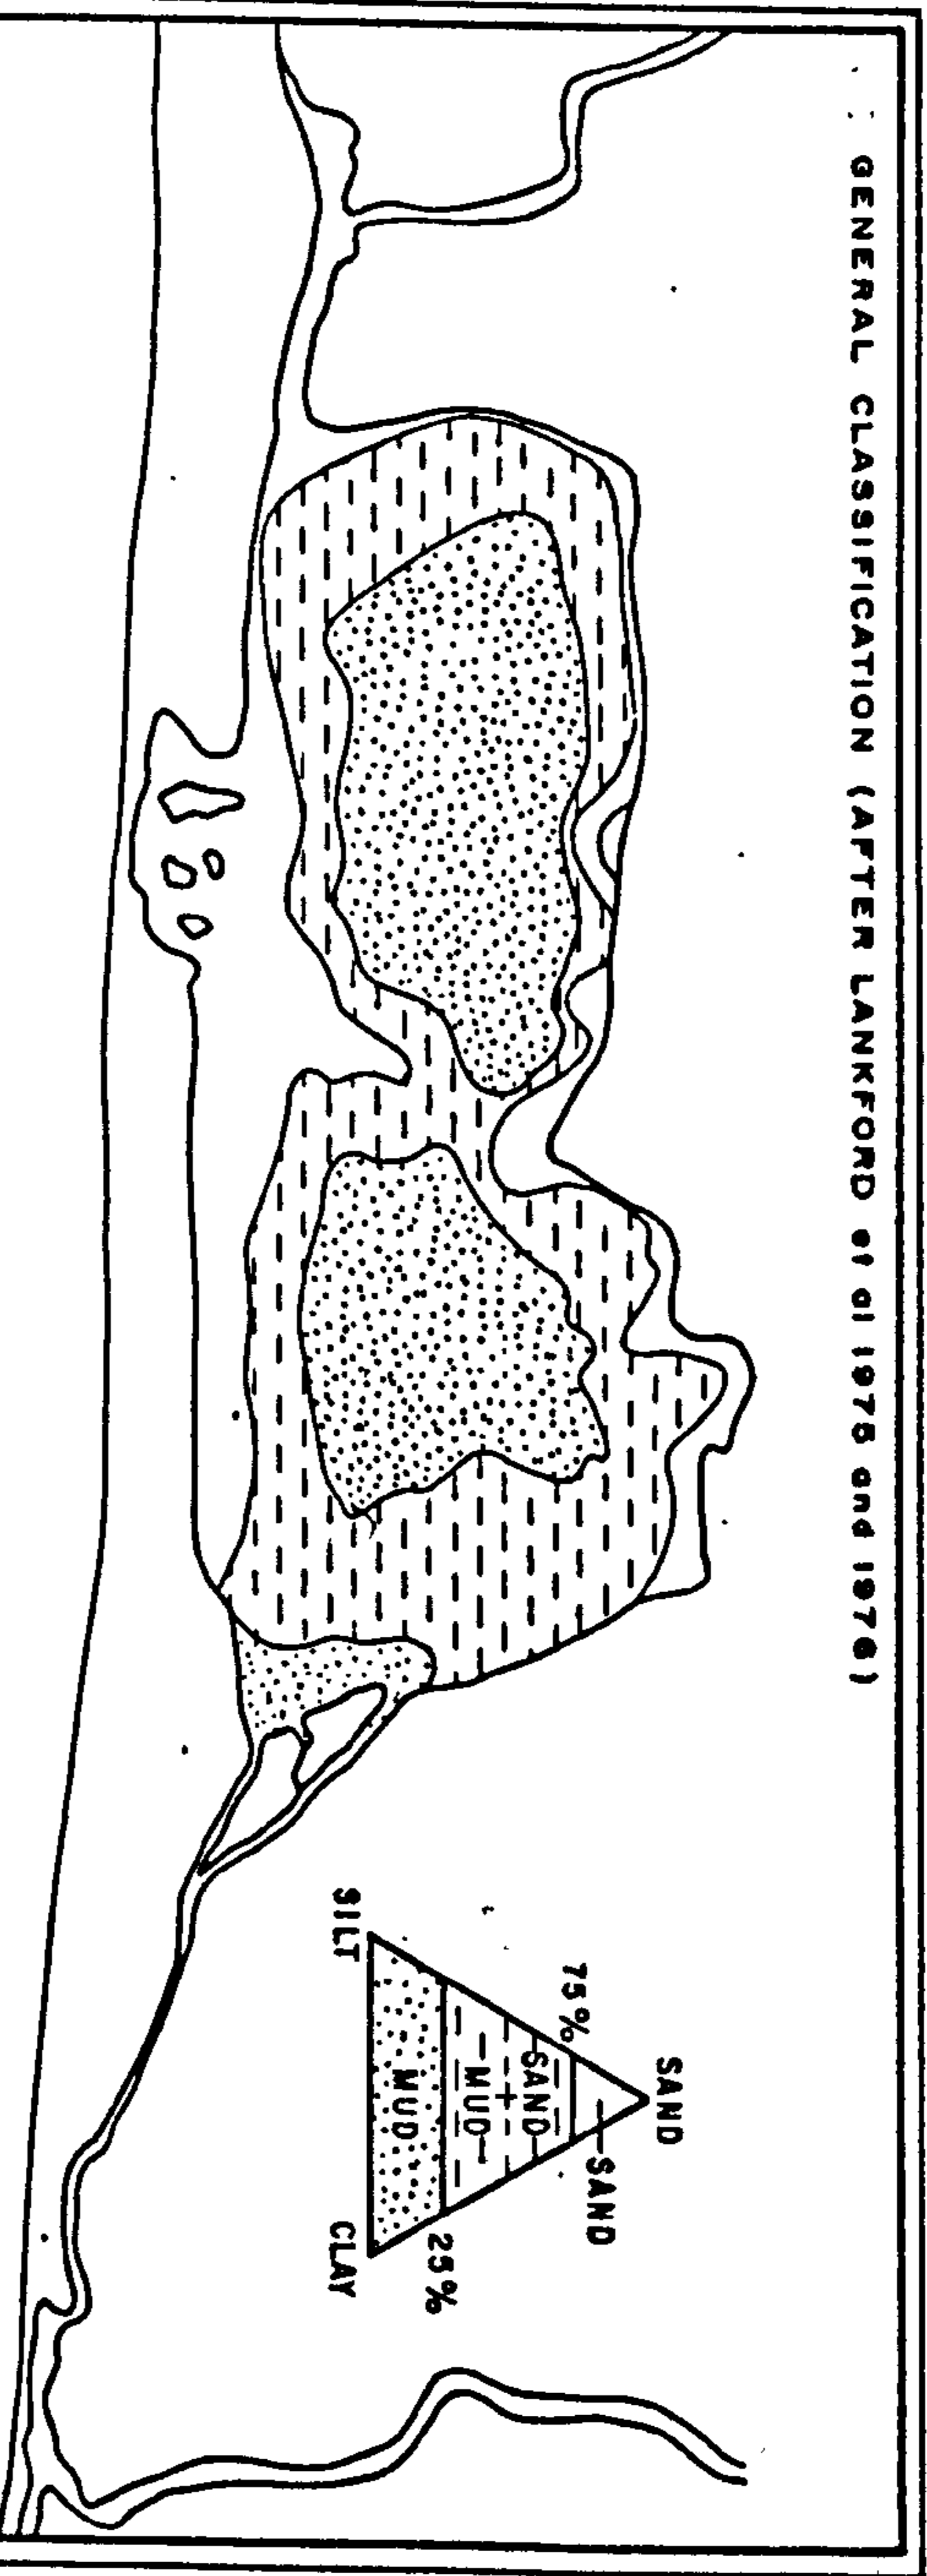 GENERAL CLASSIFICATION (AFTER LANKFORD et al 1975 and 1976)
SAND
75%
SAND
SAND
+
MUD
MUD
25%
SILT
CLAY